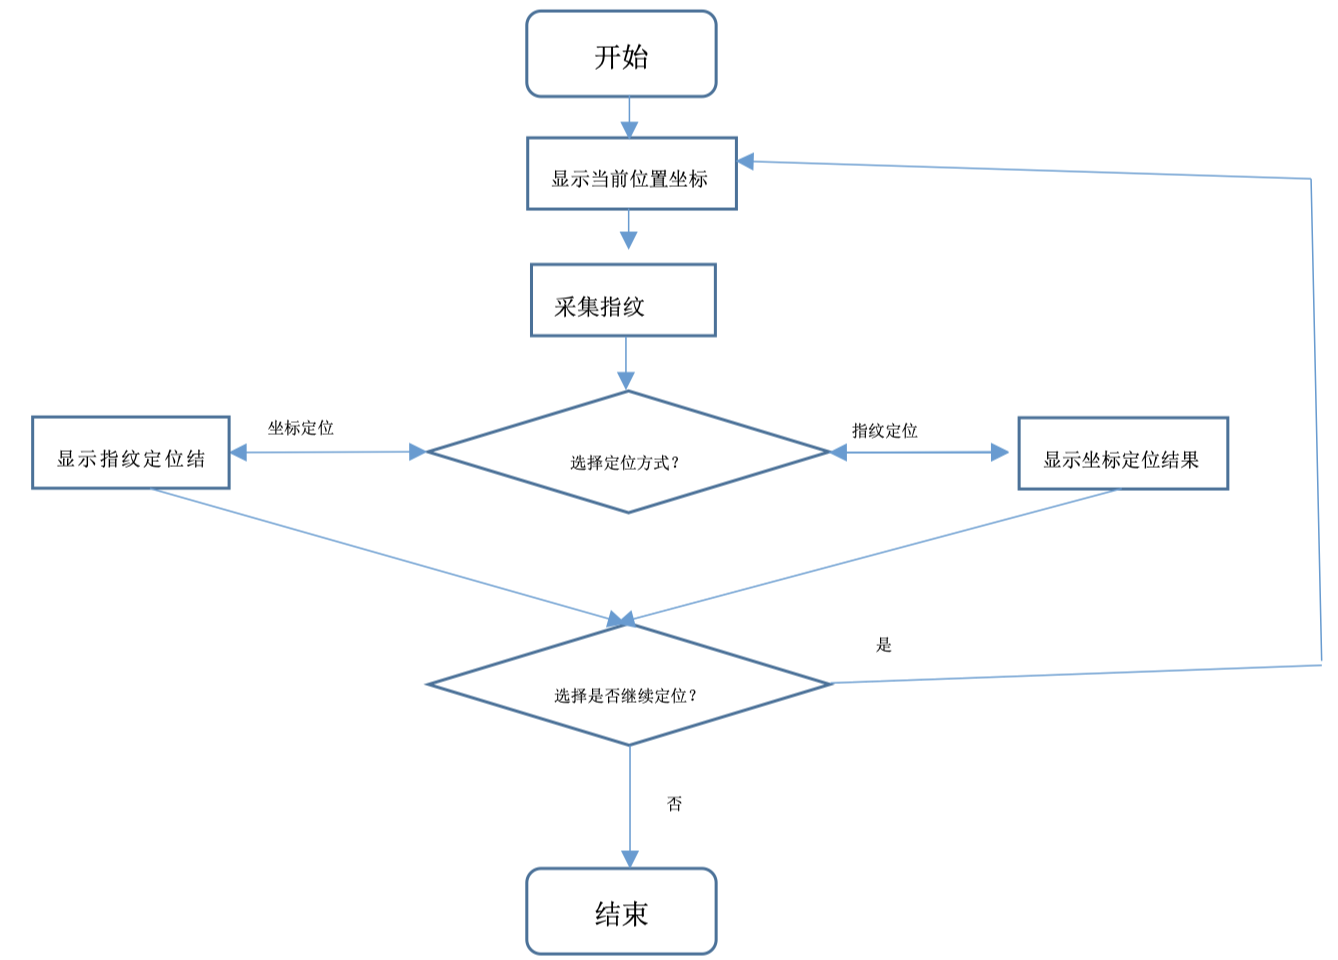 开始
显示当前位置坐标
采集指纹
坐标定位
指纹定位
显示指纹定位结
选择定位方式?
显示坐标定位结果
是
选择是否继续定位?
否
结束